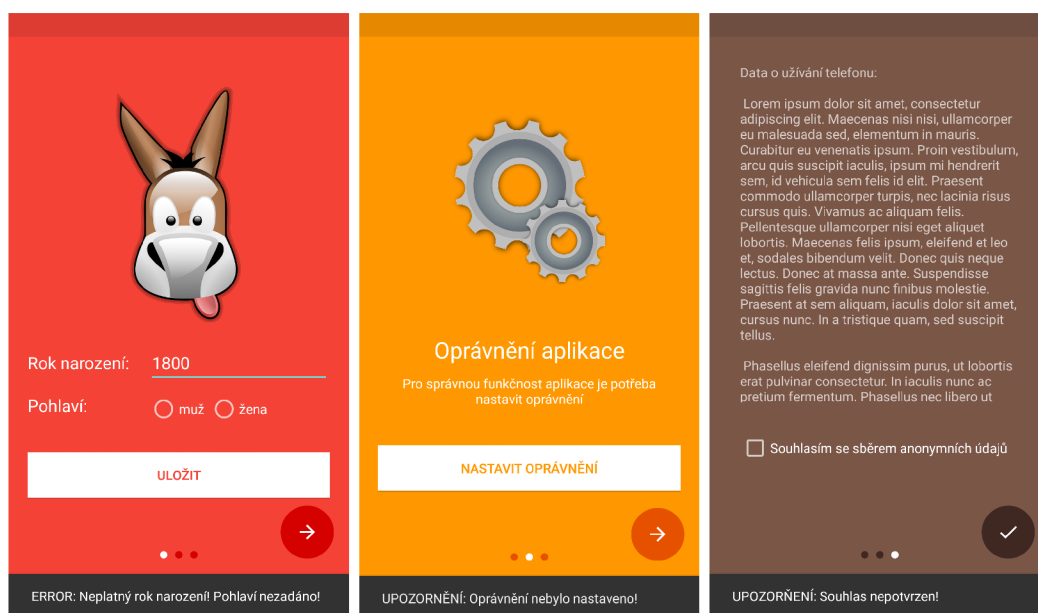 Rok narození:
1800
Pohlaví:
muž
žena
ULOŽIT
ERROR: Neplatný rok narození! Pohlaví nezadáno!
Oprávnění aplikace
Pro správnou funkčnost aplikace je potřeba
nastavit oprávnění
NASTAVIT OPRÁVNĚNÍ
UPOZORNĚNÍ: Oprávnění nebylo nastaveno!
Data o užívání telefonu:
Lorem ipsum dolor sit amet, consectetur
adipiscing elit. Maecenas nisi nisi, ullamcorper
eu malesuada sed, elementum in mauris.
Curabitur eu venenatis ipsum. Proin vestibulum,
arcu quis suscipit iaculis, ipsum mi hendrerit
sem, id vehicula sem felis id elit. Praesent
commodo ullamcorper turpis, nec lacinia risus
cursus quis. Vivamus ac aliquam felis.
Pellentesque ullamcorper nisi eget aliquet
lobortis. Maecenas felis ipsum, eleifend et leo
et, sodales bibendum velit. Donec quis neque
lectus. Donec at massa ante. Suspendisse
sagittis felis gravida nunc finibus molestie.
Praesent at sem aliquam, iaculis dolor sit amet,
cursus nunc. In a tristique quam, sed suscipit
tellus.
Phasellus eleifend dignissim purus, ut lobortis
erat pulvinar consectetur. In iaculis nunc ac
pretium fermentum. Phasellus nec libero ut
Souhlasím se sběrem anonymních údajů
UPOZORŇENÍ: Souhlas nepotvrzen!